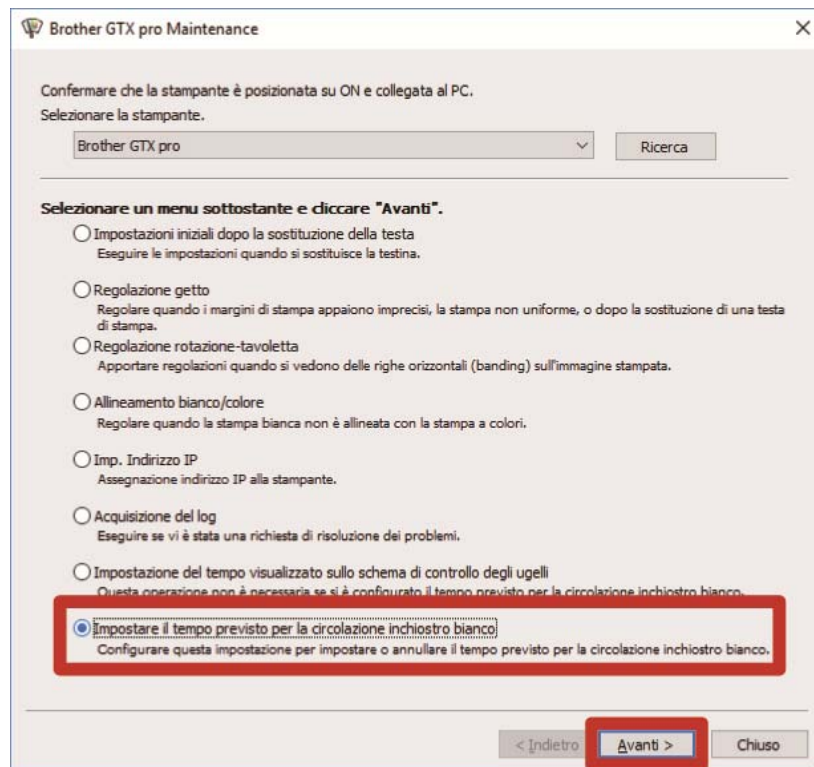 Brother GTX pro Maintenance
Confermare che la stampante è posizionata su ON e collegata al PC.
Selezionare la stampante.
Brother GTX pro
Ricerca
Selezionare un menu sottostante e cliccare "Avanti".
Impostazioni iniziali dopo la sostituzione della testa
Eseguire le impostazioni quando si sostituisce la testina.
Regolazione getto
Regolare quando i margini di stampa appaiono imprecisi, la stampa non uniforme, o dopo la sostituzione di una testa
di stampa.
Regolazione rotazione-tavoletta
Apportare regolazioni quando si vedono delle righe orizzontali (banding) sull'immagine stampata.
Allineamento bianco/colore
Regolare quando la stampa bianca non è allineata con la stampa a colori.
Imp. Indirizzo IP
Assegnazione indirizzo IP alla stampante.
Acquisizione del log
Eseguire se vi è stata una richiesta di risoluzione dei problemi.
Impostazione del tempo visualizzato sullo schema di controllo degli ugelli
Questa operazione non è necessaria se si è configurato il tempo previsto per la circolazione inchiostro bianco.
Impostare il tempo previsto per la circolazione inchiostro bianco
Configurare questa impostazione per impostare o annullare il tempo previsto per la circolazione inchiostro bianco.
< Indietro
Avanti >
Chiuso